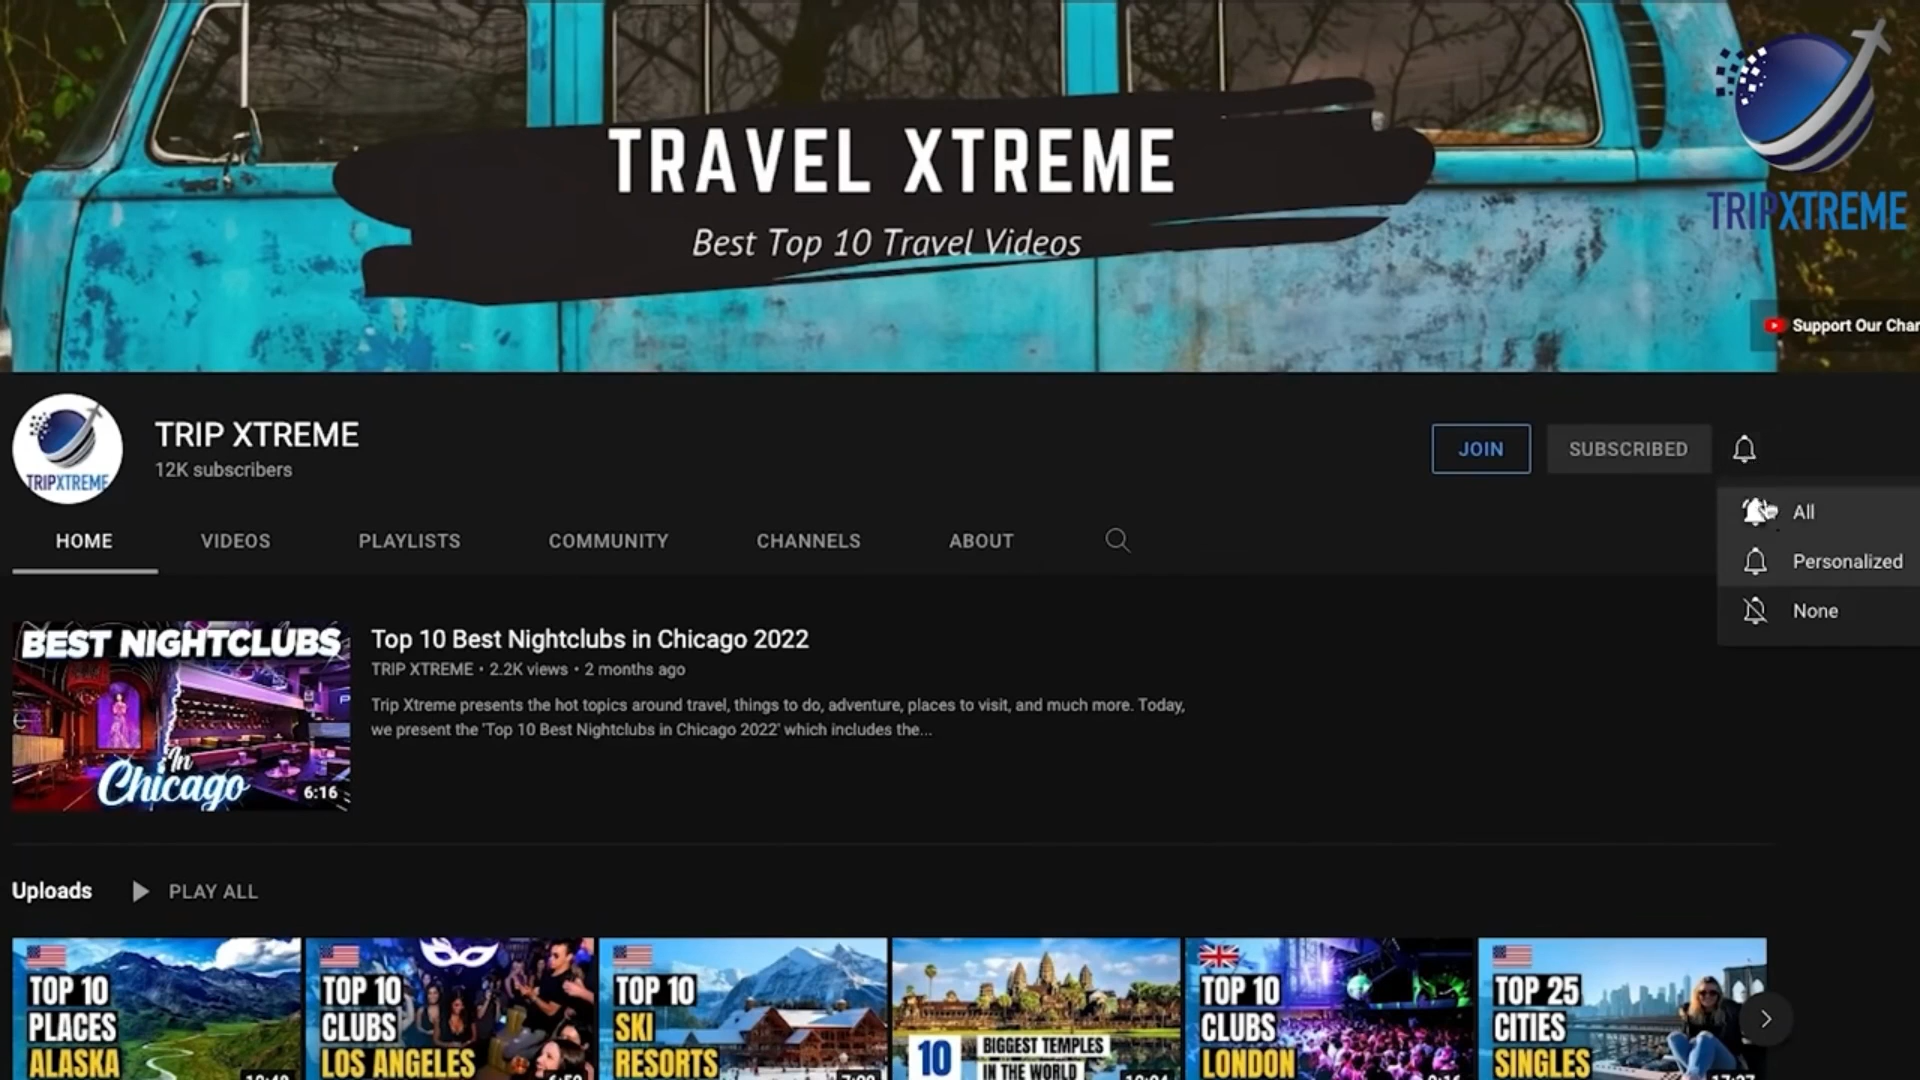 TRAVEL XTREME
Best Top 10 Travel Videos
TRIPXTREME
Support Our Chan
TRIPXTREME
TRIP XTREME
12K subscribers
JOIN
SUBSCRIBED
All
Personalized
None
HOME
VIDEOS
PLAYLISTS
COMMUNITY
CHANNELS
ABOUT
BEST NIGHTCLUBS
In
Chicago
6:16
Top 10 Best Nightclubs in Chicago 2022
TRIP XTREME • 2.2K views • 2 months ago
Trip Xtreme presents the hot topics around travel, things to do, adventure, places to visit, and much more. Today,
we present the 'Top 10 Best Nightclubs in Chicago 2022' which includes the...
Uploads
PLAY ALL
TOP 10
PLACES
ALASKA
TOP 10
CLUBS
LOS ANGELES
TOP 10
SKI
RESORTS
10
BIGGEST TEMPLES
IN THE WORLD
TOP 10
CLUBS
LONDON
TOP 25
CITIES
SINGLES